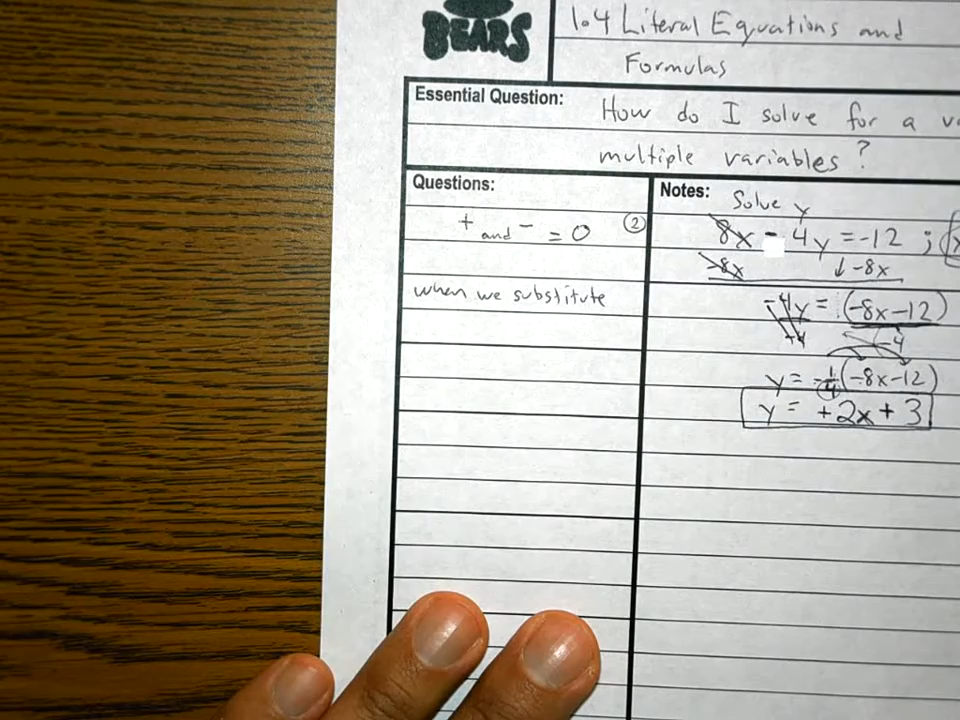 BEARS
1.4 Literal Equations and
Formulas
Essential Question: How do I solve for a
multiple variables?
Questions:
+ and - = 0
when we substitute
Notes: Solve y
②
8x - 4y = -12 ;
-8x ↓ -8x
-4y = (-8x-12)
-4
y = -1/4(-8x-12)
y = +2x + 3